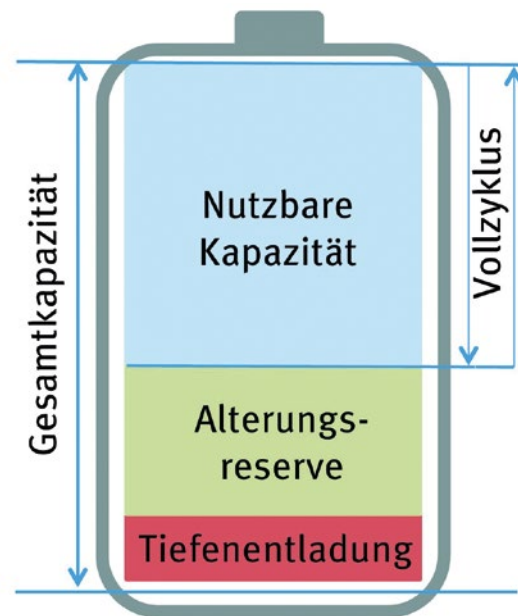 Gesamtkapazität
Nutzbare
Kapazität
Vollzyklus
Alterungs-
reserve
Tiefenentladung